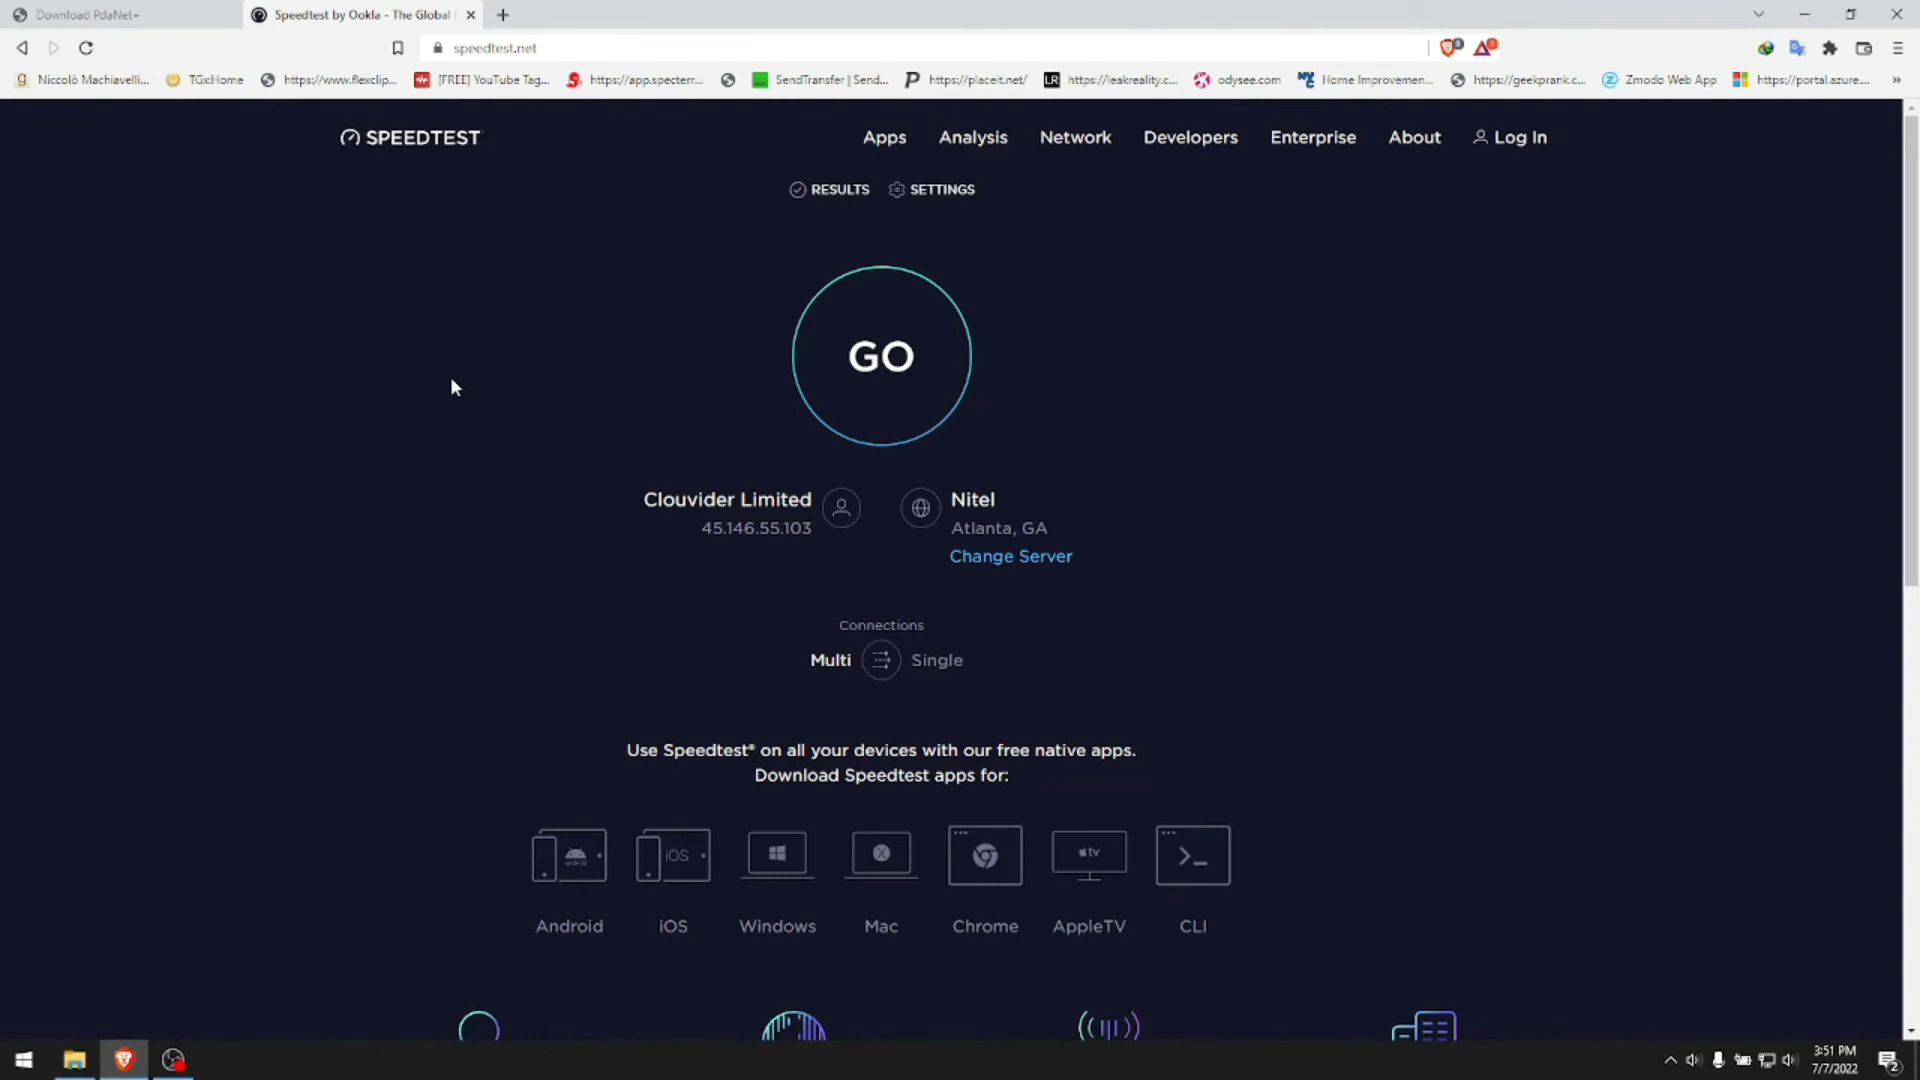 Download PdaNet+
Speedtest by Ookla - The Global
speedtest.net
Niccolò Machiavelli...
TGxHome
https://www.flexclip...
[FREE] YouTube Tag...
https://app.specterr...
SendTransfer | Send...
https://placeit.net/
https://leakreality.c...
odysee.com
Home Improvemen...
https://geekprank.c...
Zmodo Web App
https://portal.azure....
SPEEDTEST
Apps
Analysis
Network
Developers
Enterprise
About
Log In
RESULTS
SETTINGS
GO
Clouvider Limited
45.146.55.103
Nitel
Atlanta, GA
Change Server
Connections
Multi
Single
Use Speedtest® on all your devices with our free native apps.
Download Speedtest apps for:
android
iOS
tv
Android
iOS
Windows
Mac
Chrome
AppleTV
CLI
3:51 PM
7/7/2022
2